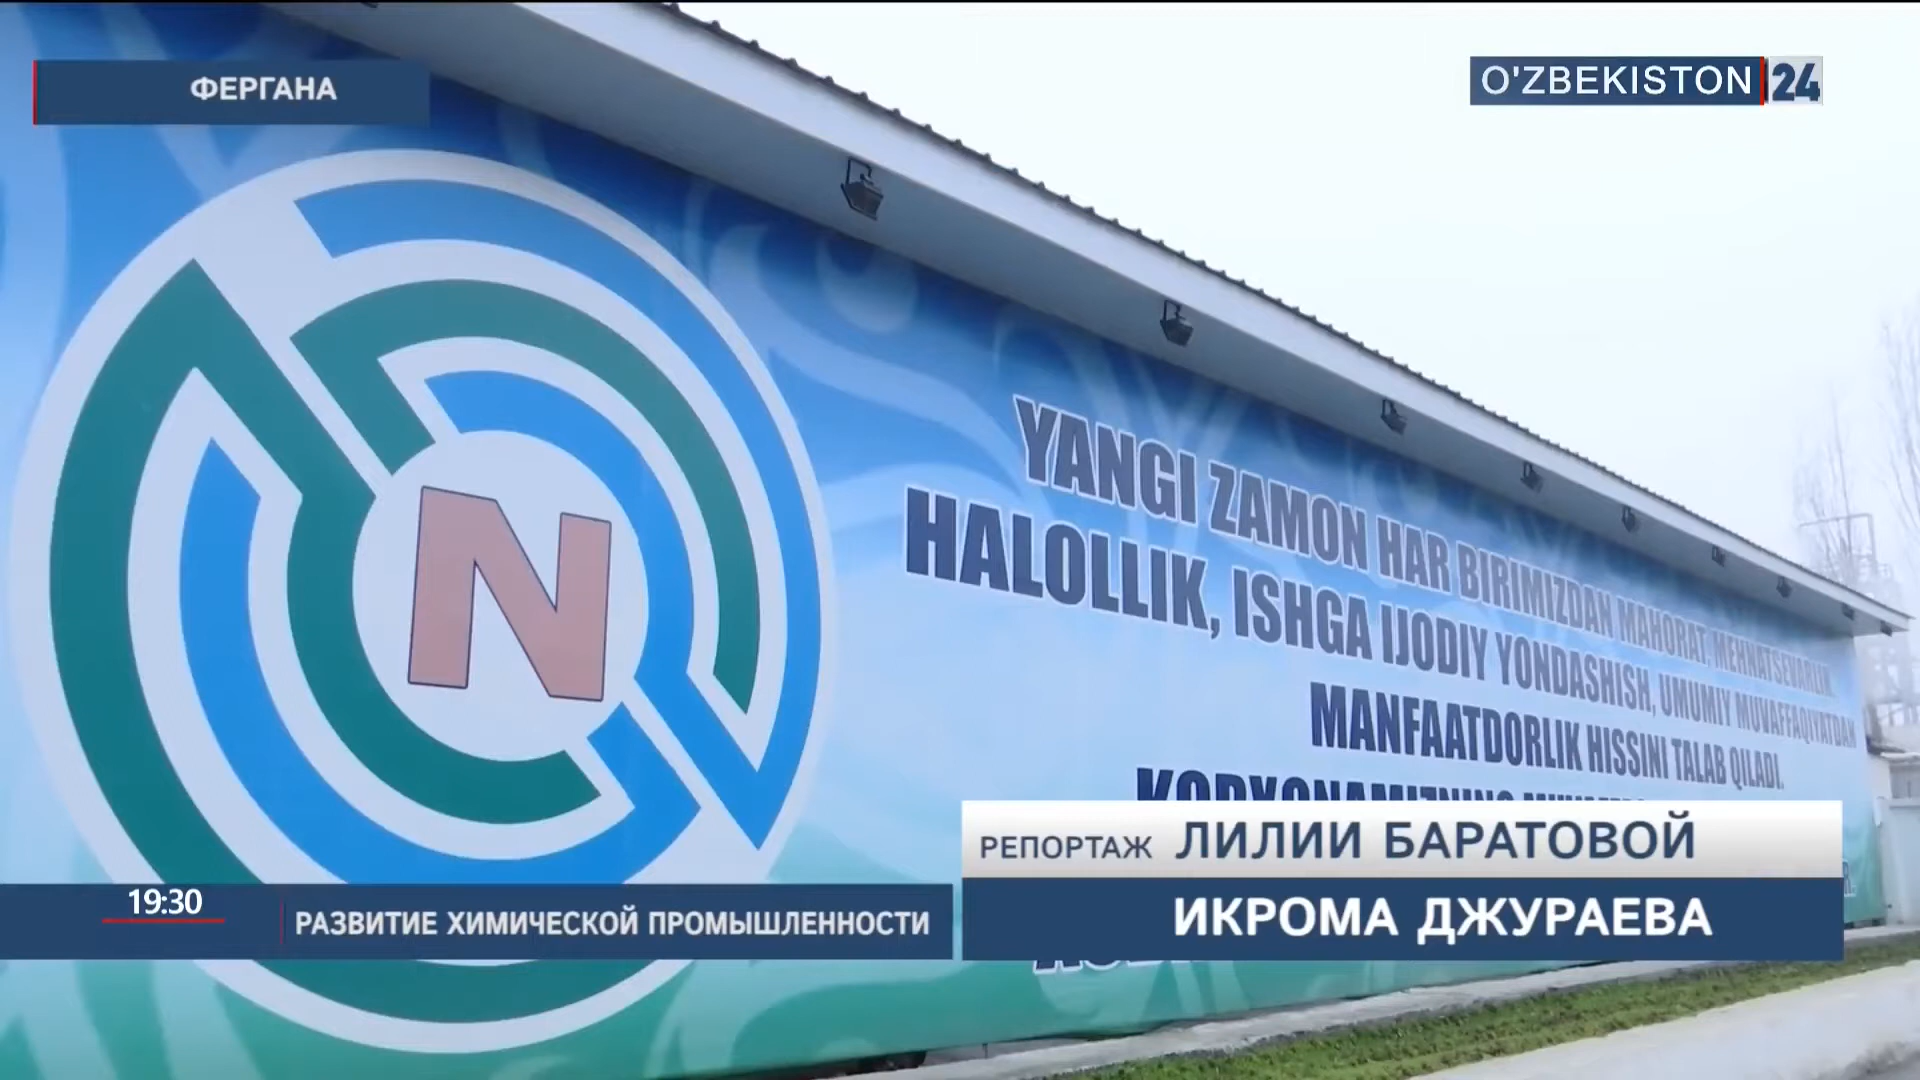 ФЕРГАНА
O'ZBEKISTON 24
N
YANGI ZAMON HAR BIRIMIZDAN MAHORAT, MEHNATSEVARLIK,
HALOLLIK, ISHGA IJODIY YONDASHISH, UMUMIY MUVAFFAQIYATDAN
MANFAATDORLIK HISSINI TALAB QILADI.
KORXONAMIZNING
РЕПОРТАЖ ЛИЛИИ БАРАТОВОЙ
ИКРОМА ДЖУРАЕВА
19:30
РАЗВИТИЕ ХИМИЧЕСКОЙ ПРОМЫШЛЕННОСТИ